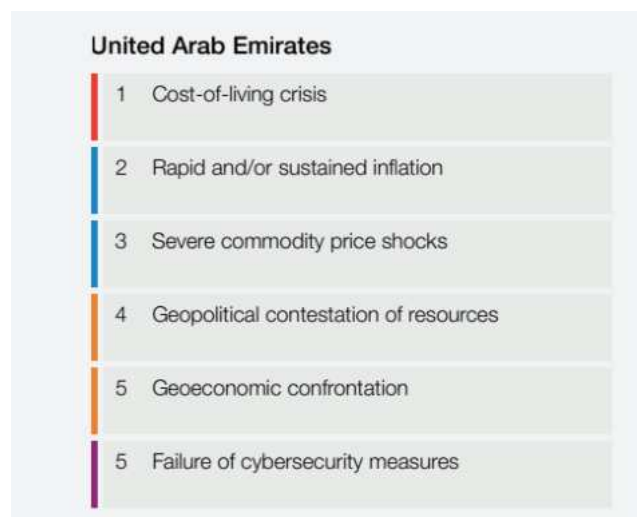 United Arab Emirates
1 Cost-of-living crisis
2 Rapid and/or sustained inflation
3 Severe commodity price shocks
4 Geopolitical contestation of resources
5 Geoeconomic confrontation
5 Failure of cybersecurity measures